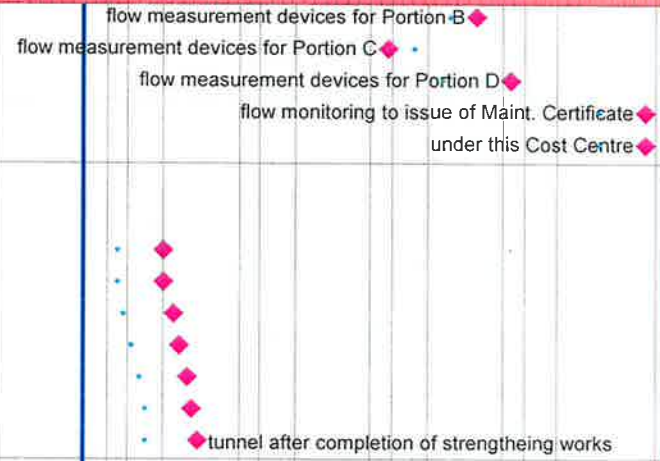 flow measurement devices for Portion B
flow measurement devices for Portion C
flow measurement devices for Portion D
flow monitoring to issue of Maint. Certificate
under this Cost Centre
tunnel after completion of strengtheing works